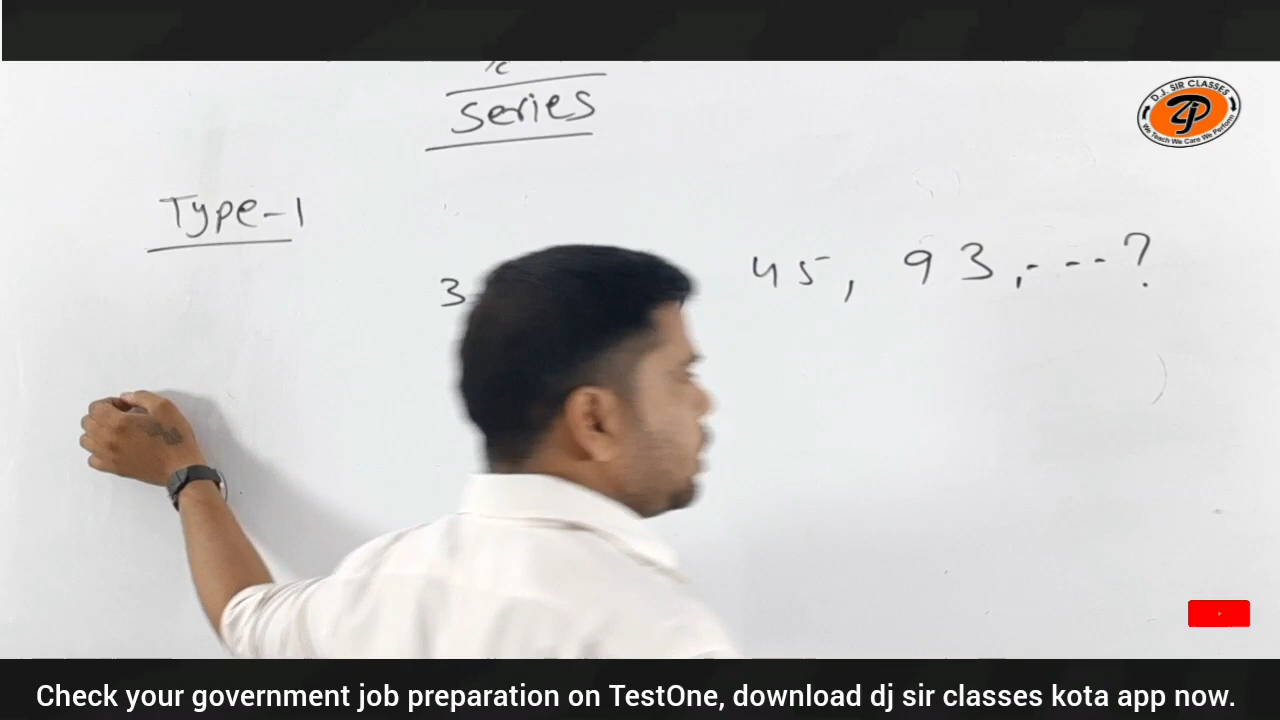 series
Type-1
3 45, 93, - - - ?
D.J. SIR CLASSES
Dj
We Teach We Care We Perform
Check your government job preparation on TestOne, download dj sir classes kota app now.